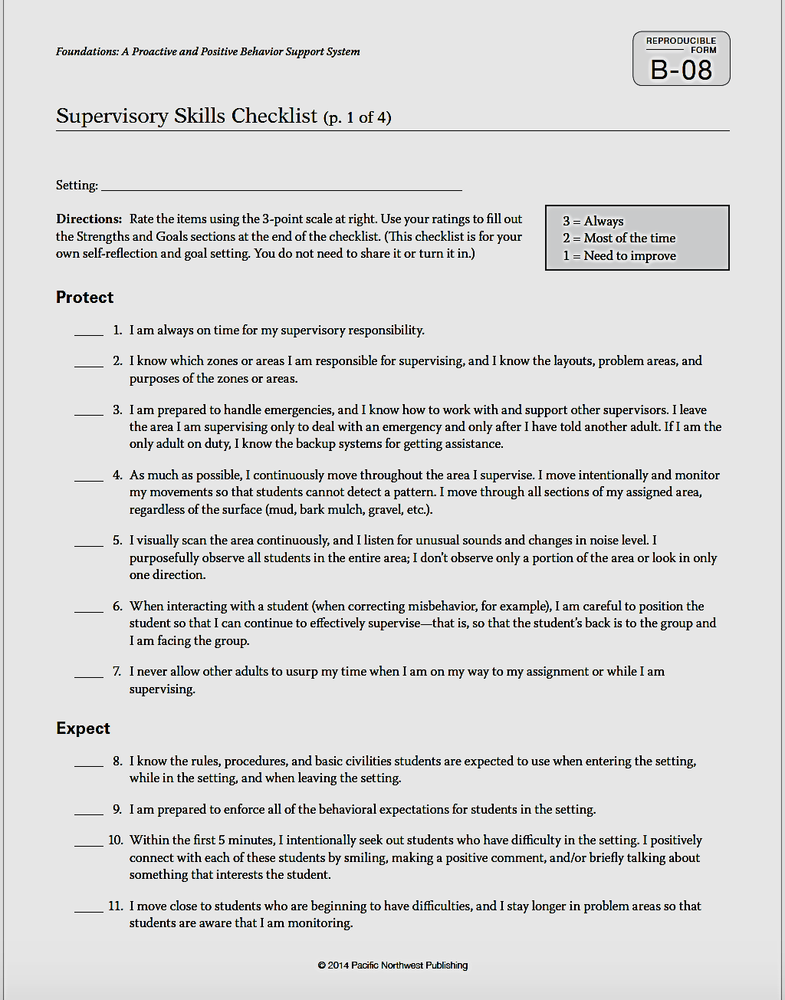 Foundations: A Proactive and Positive Behavior Support System
REPRODUCIBLE
FORM
B-08
Supervisory Skills Checklist (p. 1 of 4)
Setting:
Directions: Rate the items using the 3-point scale at right. Use your ratings to fill out
the Strengths and Goals sections at the end of the checklist. (This checklist is for your
own self-reflection and goal setting. You do not need to share it or turn it in.)
3 = Always
2 = Most of the time
1 = Need to improve
Protect
1. I am always on time for my supervisory responsibility.
2. I know which zones or areas I am responsible for supervising, and I know the layouts, problem areas, and
purposes of the zones or areas.
3. I am prepared to handle emergencies, and I know how to work with and support other supervisors. I leave
the area I am supervising only to deal with an emergency and only after I have told another adult. If I am the
only adult on duty, I know the backup systems for getting assistance.
4. As much as possible, I continuously move throughout the area I supervise. I move intentionally and monitor
my movements so that students cannot detect a pattern. I move through all sections of my assigned area,
regardless of the surface (mud, bark mulch, gravel, etc.).
5. I visually scan the area continuously, and I listen for unusual sounds and changes in noise level. I
purposefully observe all students in the entire area; I don't observe only a portion of the area or look in only
one direction.
6. When interacting with a student (when correcting misbehavior, for example), I am careful to position the
student so that I can continue to effectively supervise—that is, so that the student's back is to the group and
I am facing the group.
7. I never allow other adults to usurp my time when I am on my way to my assignment or while I am
supervising.
Expect
8. I know the rules, procedures, and basic civilities students are expected to use when entering the setting,
while in the setting, and when leaving the setting.
9. I am prepared to enforce all of the behavioral expectations for students in the setting.
10. Within the first 5 minutes, I intentionally seek out students who have difficulty in the setting. I positively
connect with each of these students by smiling, making a positive comment, and/or briefly talking about
something that interests the student.
11. I move close to students who are beginning to have difficulties, and I stay longer in problem areas so that
students are aware that I am monitoring.
© 2014 Pacific Northwest Publishing